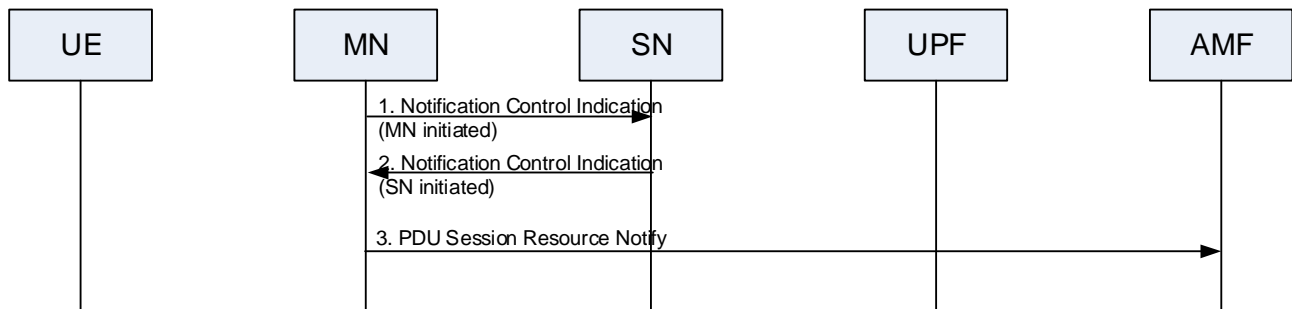 UE
MN
SN
UPF
AMF
1. Notification Control Indication
(MN initiated)
2. Notification Control Indication
(SN initiated)
3. PDU Session Resource Notify